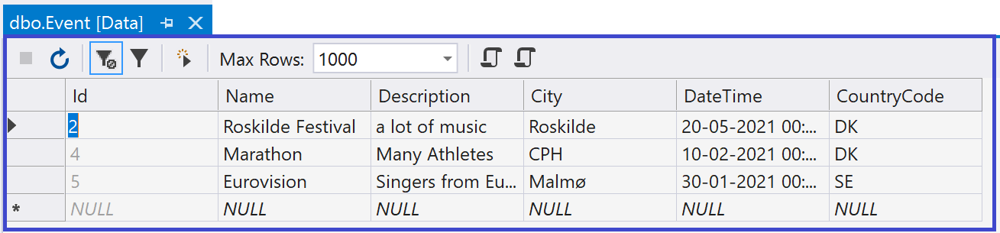 dbo.Event [Data]
Max Rows: 1000
Id Name Description City DateTime CountryCode
2 Roskilde Festival a lot of music Roskilde 20-05-2021 00:... DK
4 Marathon Many Athletes CPH 10-02-2021 00:... DK
5 Eurovision Singers from Eu... Malmø 30-01-2021 00:... SE
* NULL NULL NULL NULL NULL NULL